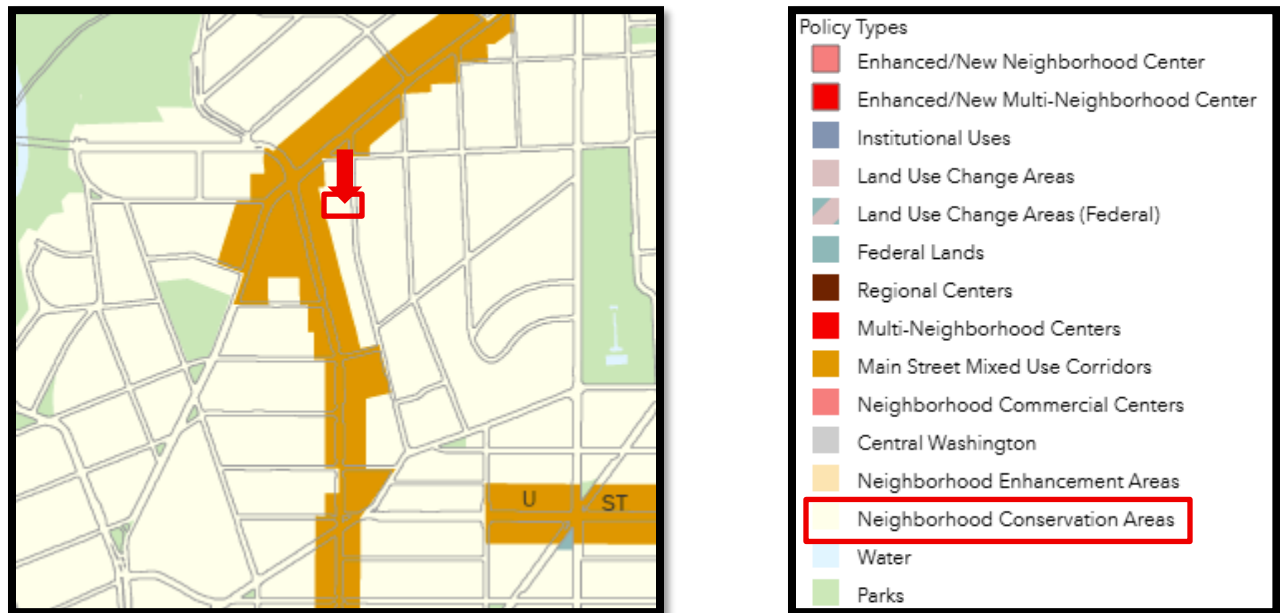 U ST
Policy Types
Enhanced/New Neighborhood Center
Enhanced/New Multi-Neighborhood Center
Institutional Uses
Land Use Change Areas
Land Use Change Areas (Federal)
Federal Lands
Regional Centers
Multi-Neighborhood Centers
Main Street Mixed Use Corridors
Neighborhood Commercial Centers
Central Washington
Neighborhood Enhancement Areas
Neighborhood Conservation Areas
Water
Parks